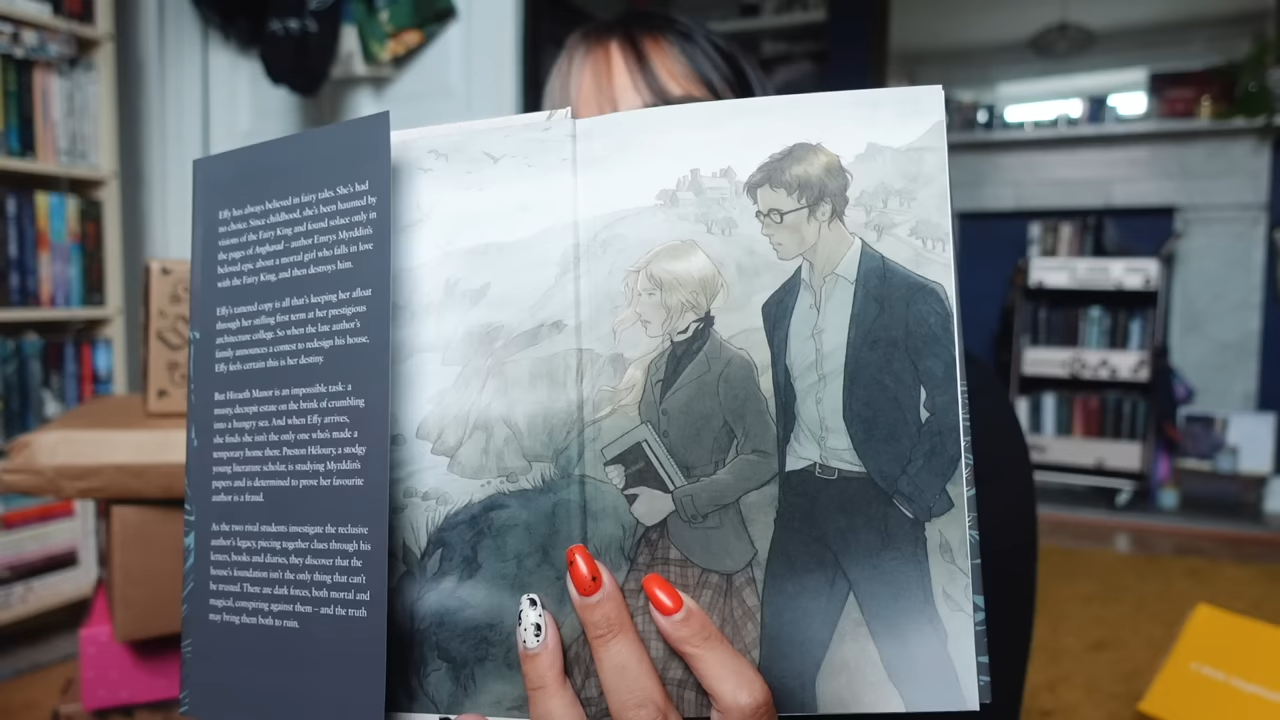 Effy has always believed in fairy tales. She's had
no choice. Since childhood, she's been haunted by
visions of the Fairy King and found solace only in
the pages of Angharad – author Emrys Myrddin's
beloved epic about a mortal girl who falls in love
with the Fairy King, and then destroys him.
Effy's tattered copy is all that's keeping her afloat
through her stifling first term at her prestigious
architecture college. So when the late author's
family announces a contest to redesign his house,
Effy feels certain this is her destiny.
But Hiraeth Manor is an impossible task: a
musty, decrepit estate on the brink of crumbling
into a hungry sea. And when Effy arrives,
she finds she isn't the only one who's made a
temporary home there. Preston Héloury, a stodgy
young literature scholar, is studying Myrddin's
papers and is determined to prove her favourite
author is a fraud.
As the two rival students investigate the reclusive
author's legacy, piecing together clues through his
letters, books and diaries, they discover that the
house's foundation isn't the only thing that can't
be trusted. There are dark forces, both mortal and
magical, conspiring against them – and the truth
may bring them both to ruin.